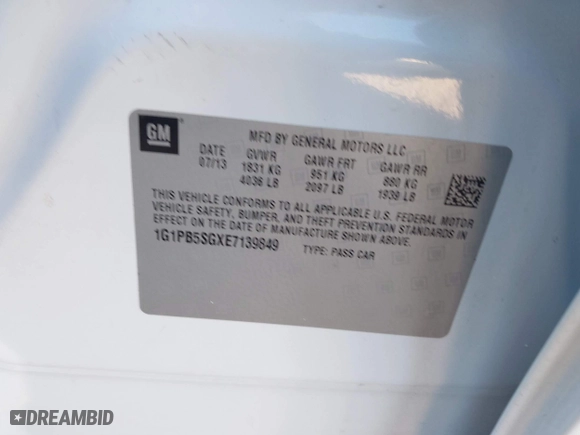 GM
MFD BY GENERAL MOTORS LLC
DATE GVWR GAWR FRT GAWR RR
07/13 1831 KG 951 KG 880 KG
4036 LB 2097 LB 1939 LB
THIS VEHICLE CONFORMS TO ALL APPLICABLE U.S. FEDERAL MOTOR
VEHICLE SAFETY, BUMPER, AND THEFT PREVENTION STANDARDS IN
EFFECT ON THE DATE OF MANUFACTURE SHOWN ABOVE.
1G1PB5SGXE7139849 TYPE: PASS CAR
DREAMBID